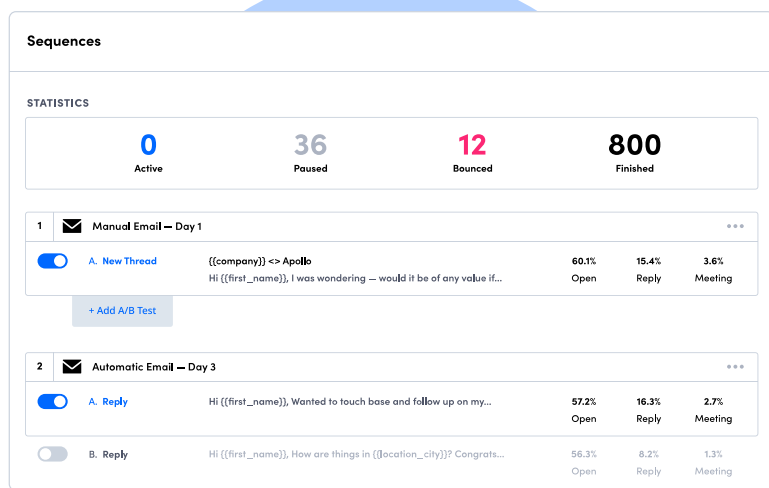 Sequences
STATISTICS
0 36 12 800
Active Paused Bounced Finished
1 Manual Email — Day 1
A. New Thread {{company}} <> Apollo 60.1% 15.4% 3.6%
Hi {{first_name}}, I was wondering — would it be of any value if... Open Reply Meeting
+ Add A/B Test
2 Automatic Email — Day 3
A. Reply Hi {{first_name}}, Wanted to touch base and follow up on my... 57.2% 16.3% 2.7%
Open Reply Meeting
B. Reply Hi {{first_name}}, How are things in {{location_city}}? Congrats... 56.3% 8.2% 1.3%
Open Reply Meeting